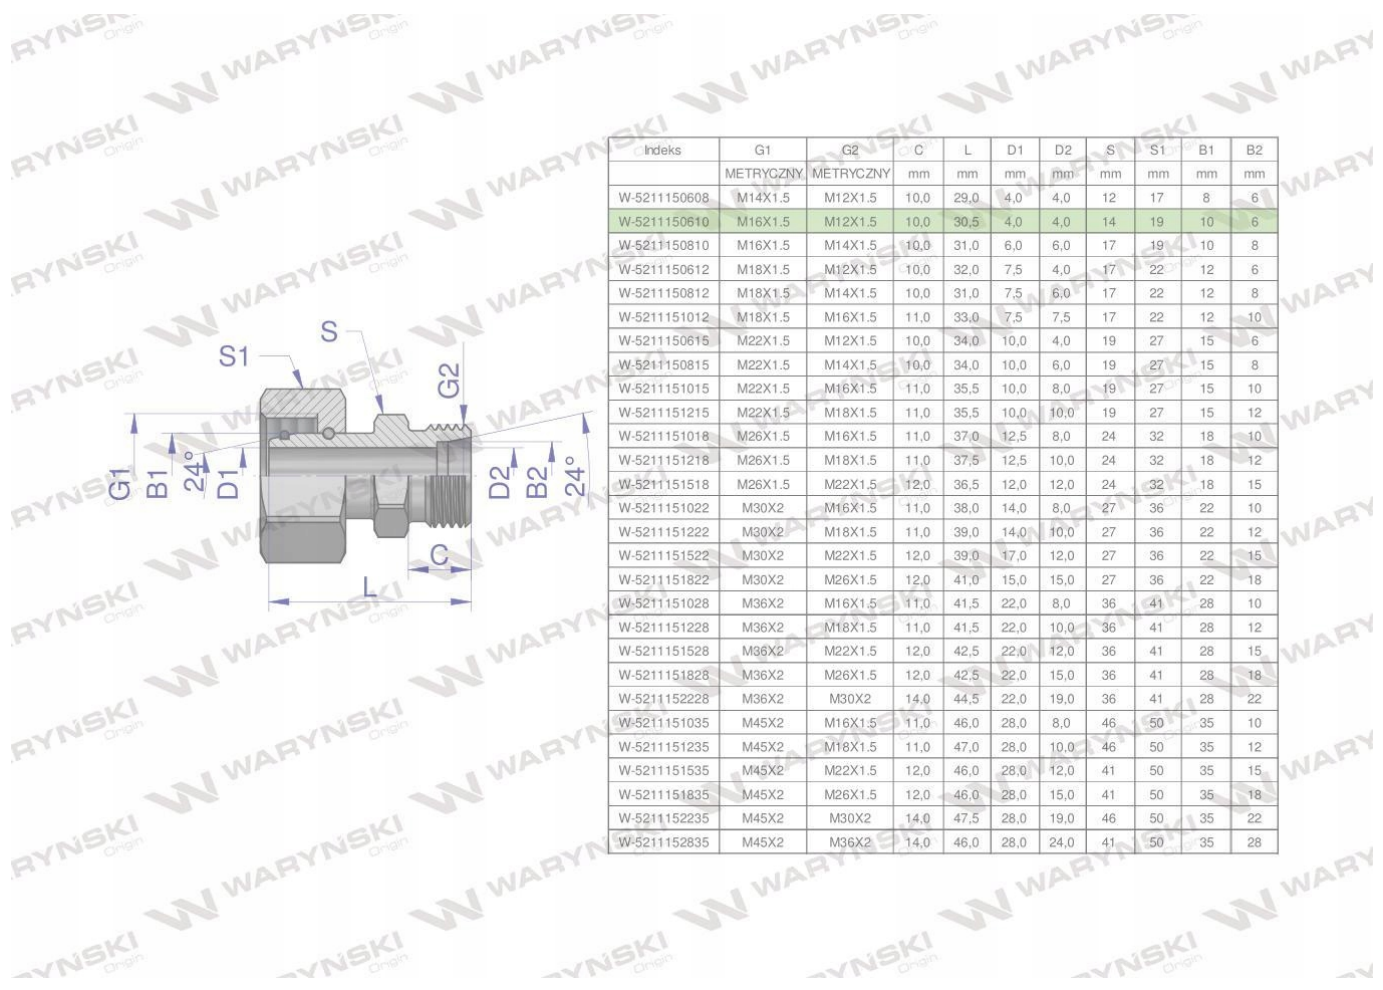 WARYŃSKI
Origin
Indeks G1 G2 C L D1 D2 S S1 B1 B2
METRYCZNY METRYCZNY mm mm mm mm mm mm mm mm
W-5211150608 M14X1.5 M12X1.5 10,0 29,0 4,0 4,0 12 17 8 6
W-5211150610 M16X1.5 M12X1.5 10,0 30,5 4,0 4,0 14 19 10 6
W-5211150810 M16X1.5 M14X1.5 10,0 31,0 6,0 6,0 17 19 10 8
W-5211150612 M18X1.5 M12X1.5 10,0 32,0 7,5 4,0 17 22 12 6
W-5211150812 M18X1.5 M14X1.5 10,0 31,0 7,5 6,0 17 22 12 8
W-5211151012 M18X1.5 M16X1.5 11,0 33,0 7,5 7,5 17 22 12 10
W-5211150615 M22X1.5 M12X1.5 10,0 34,0 10,0 4,0 19 27 15 6
W-5211150815 M22X1.5 M14X1.5 10,0 34,0 10,0 6,0 19 27 15 8
W-5211151015 M22X1.5 M16X1.5 11,0 35,5 10,0 8,0 19 27 15 10
W-5211151215 M22X1.5 M18X1.5 11,0 35,5 10,0 10,0 19 27 15 12
W-5211151018 M26X1.5 M16X1.5 11,0 37,0 12,5 8,0 24 32 18 10
W-5211151218 M26X1.5 M18X1.5 11,0 37,5 12,5 10,0 24 32 18 12
W-5211151518 M26X1.5 M22X1.5 12,0 36,5 12,0 12,0 24 32 18 15
W-5211151022 M30X2 M16X1.5 11,0 38,0 14,0 8,0 27 36 22 10
W-5211151222 M30X2 M18X1.5 11,0 39,0 14,0 10,0 27 36 22 12
W-5211151522 M30X2 M22X1.5 12,0 39,0 17,0 12,0 27 36 22 15
W-5211151822 M30X2 M26X1.5 12,0 41,0 15,0 15,0 27 36 22 18
W-5211151028 M36X2 M16X1.5 11,0 41,5 22,0 8,0 36 41 28 10
W-5211151228 M36X2 M18X1.5 11,0 41,5 22,0 10,0 36 41 28 12
W-5211151528 M36X2 M22X1.5 12,0 42,5 22,0 12,0 36 41 28 15
W-5211151828 M36X2 M26X1.5 12,0 42,5 22,0 15,0 36 41 28 18
W-5211152228 M36X2 M30X2 14,0 44,5 22,0 19,0 36 41 28 22
W-5211151035 M45X2 M16X1.5 11,0 46,0 28,0 8,0 46 50 35 10
W-5211151235 M45X2 M18X1.5 11,0 47,0 28,0 10,0 46 50 35 12
W-5211151535 M45X2 M22X1.5 12,0 46,0 28,0 12,0 41 50 35 15
W-5211151835 M45X2 M26X1.5 12,0 46,0 28,0 15,0 41 50 35 18
W-5211152235 M45X2 M30X2 14,0 47,5 28,0 19,0 46 50 35 22
W-5211152835 M45X2 M36X2 14,0 46,0 28,0 24,0 41 50 35 28
S
S1
G2
G1
B1
24°
D1
D2
B2
24°
C
L